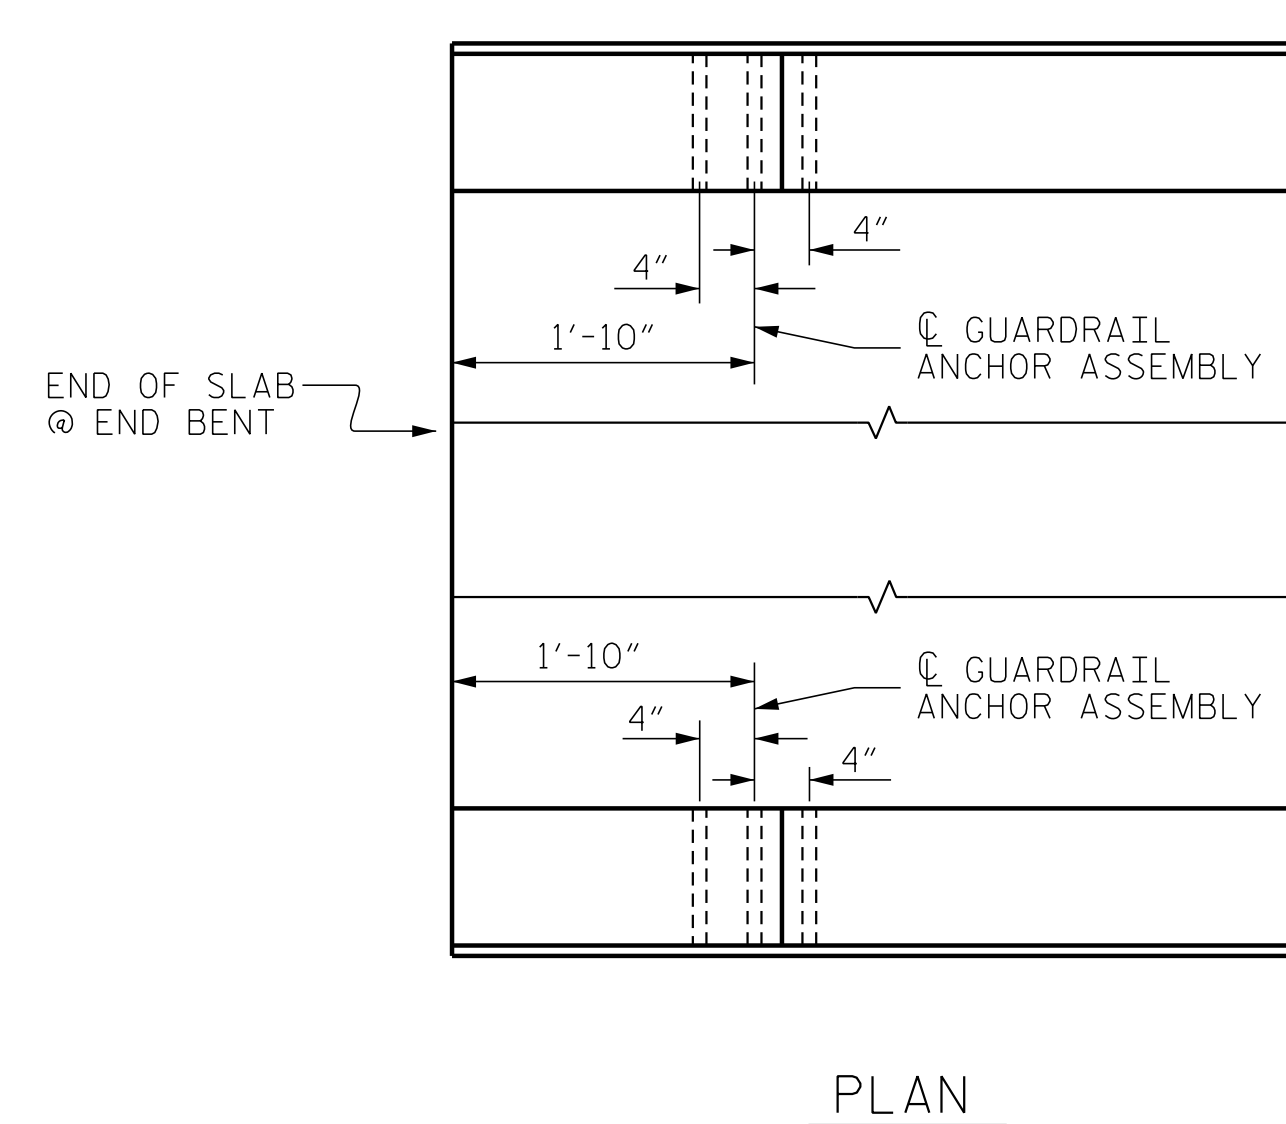 4"
4"
1'-10"
℄ GUARDRAIL
ANCHOR ASSEMBLY
END OF SLAB
@ END BENT
1'-10"
℄ GUARDRAIL
ANCHOR ASSEMBLY
4"
4"
PLAN